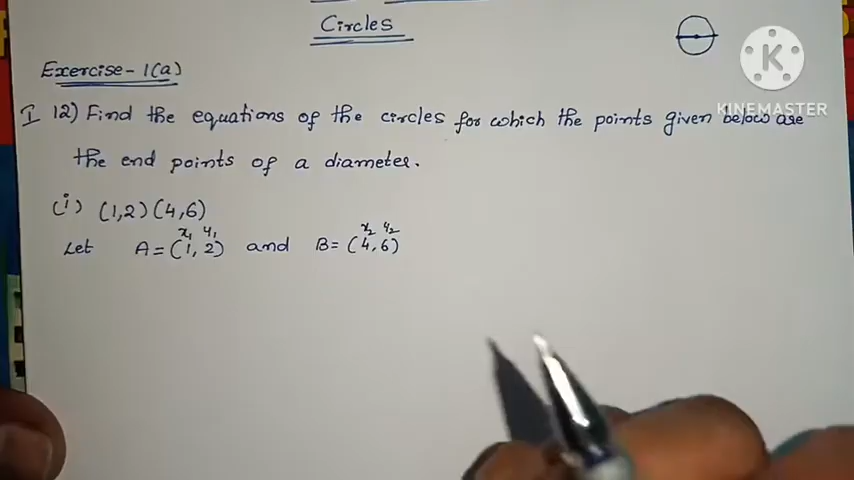 Circles
Exercise - 1(a)
I 12) Find the equations of the circles for which the points given below are
the end points of a diameter.
(i) (1,2) (4,6)
x₁ y₁ x₂ y₂
Let A = (1, 2) and B = (4, 6)
K
KINEMASTER